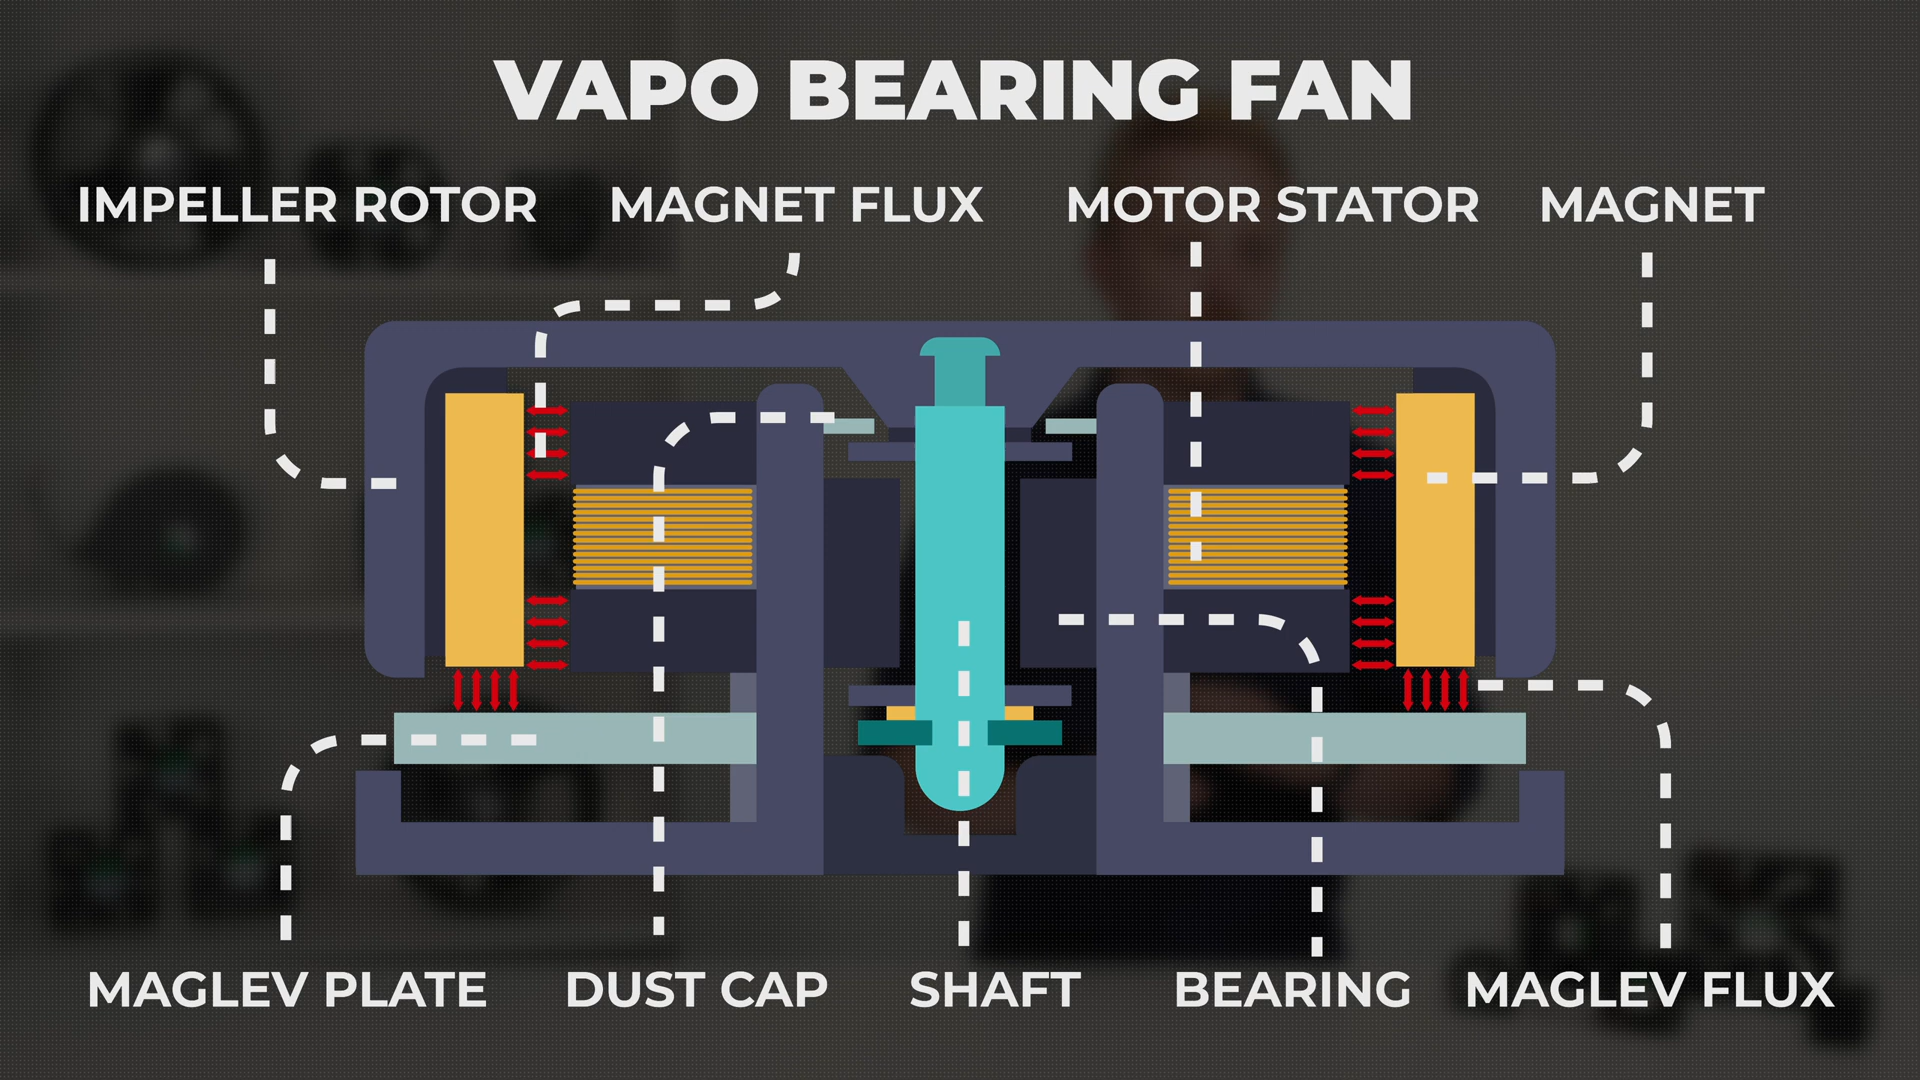 VAPO BEARING FAN
IMPELLER ROTOR
MAGNET FLUX
MOTOR STATOR
MAGNET
MAGLEV PLATE
DUST CAP
SHAFT
BEARING
MAGLEV FLUX